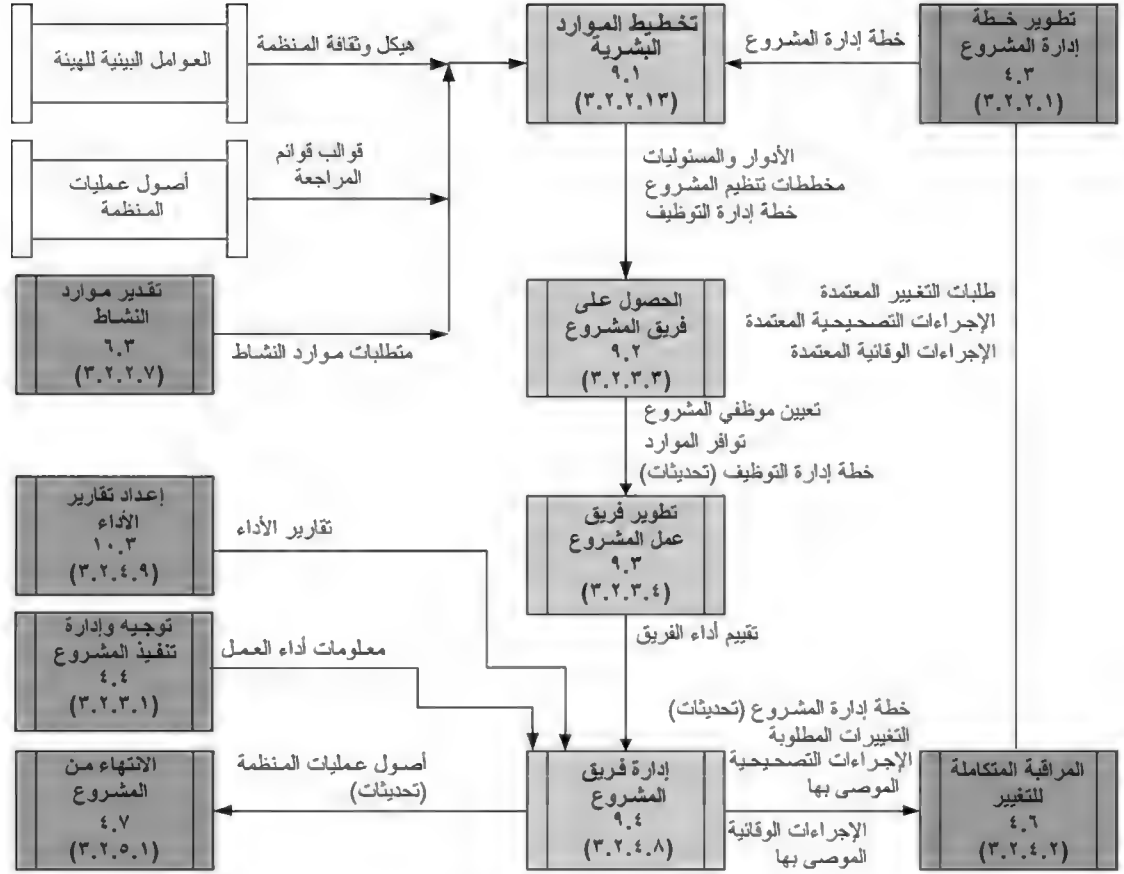 تطوير خطة
إدارة المشروع
٤.٣
(٣.٢.٢.١)
خطة إدارة المشروع
تخطيط الموارد
البشرية
٩.١
(٣.٢.٢.١٣)
هيكل وثقافة المنظمة
العوامل البينية للهيئة
قوالب قوائم
المراجعة
أصول عمليات
المنظمة
الأدوار والمسئوليات
مخططات تنظيم المشروع
خطة إدارة التوظيف
تقدير موارد
النشاط
٦.٣
(٣.٢.٢.٧)
متطلبات موارد النشاط
الحصول على
فريق المشروع
٩.٢
(٣.٢.٣.٣)
طلبات التغيير المعتمدة
الإجراءات التصحيحية المعتمدة
الإجراءات الوقائية المعتمدة
تعيين موظفي المشروع
توافر الموارد
خطة إدارة التوظيف (تحديثات)
تطوير فريق
عمل المشروع
٩.٣
(٣.٢.٣.٤)
إعداد تقارير
الأداء
١٠.٣
(٣.٢.٤.٩)
تقارير الأداء
توجيه وإدارة
تنفيذ المشروع
٤.٤
(٣.٢.٣.١)
معلومات أداء العمل
تقييم أداء الفريق
خطة إدارة المشروع (تحديثات)
التغييرات المطلوبة
الإجراءات التصحيحية
الموصى بها
الإجراءات الوقائية
الموصى بها
المراقبة المتكاملة
للتغيير
٤.٦
(٣.٢.٤.٢)
إدارة فريق
المشروع
٩.٤
(٣.٢.٤.٨)
أصول عمليات المنظمة
(تحديثات)
الانتهاء من
المشروع
٤.٧
(٣.٢.٥.١)